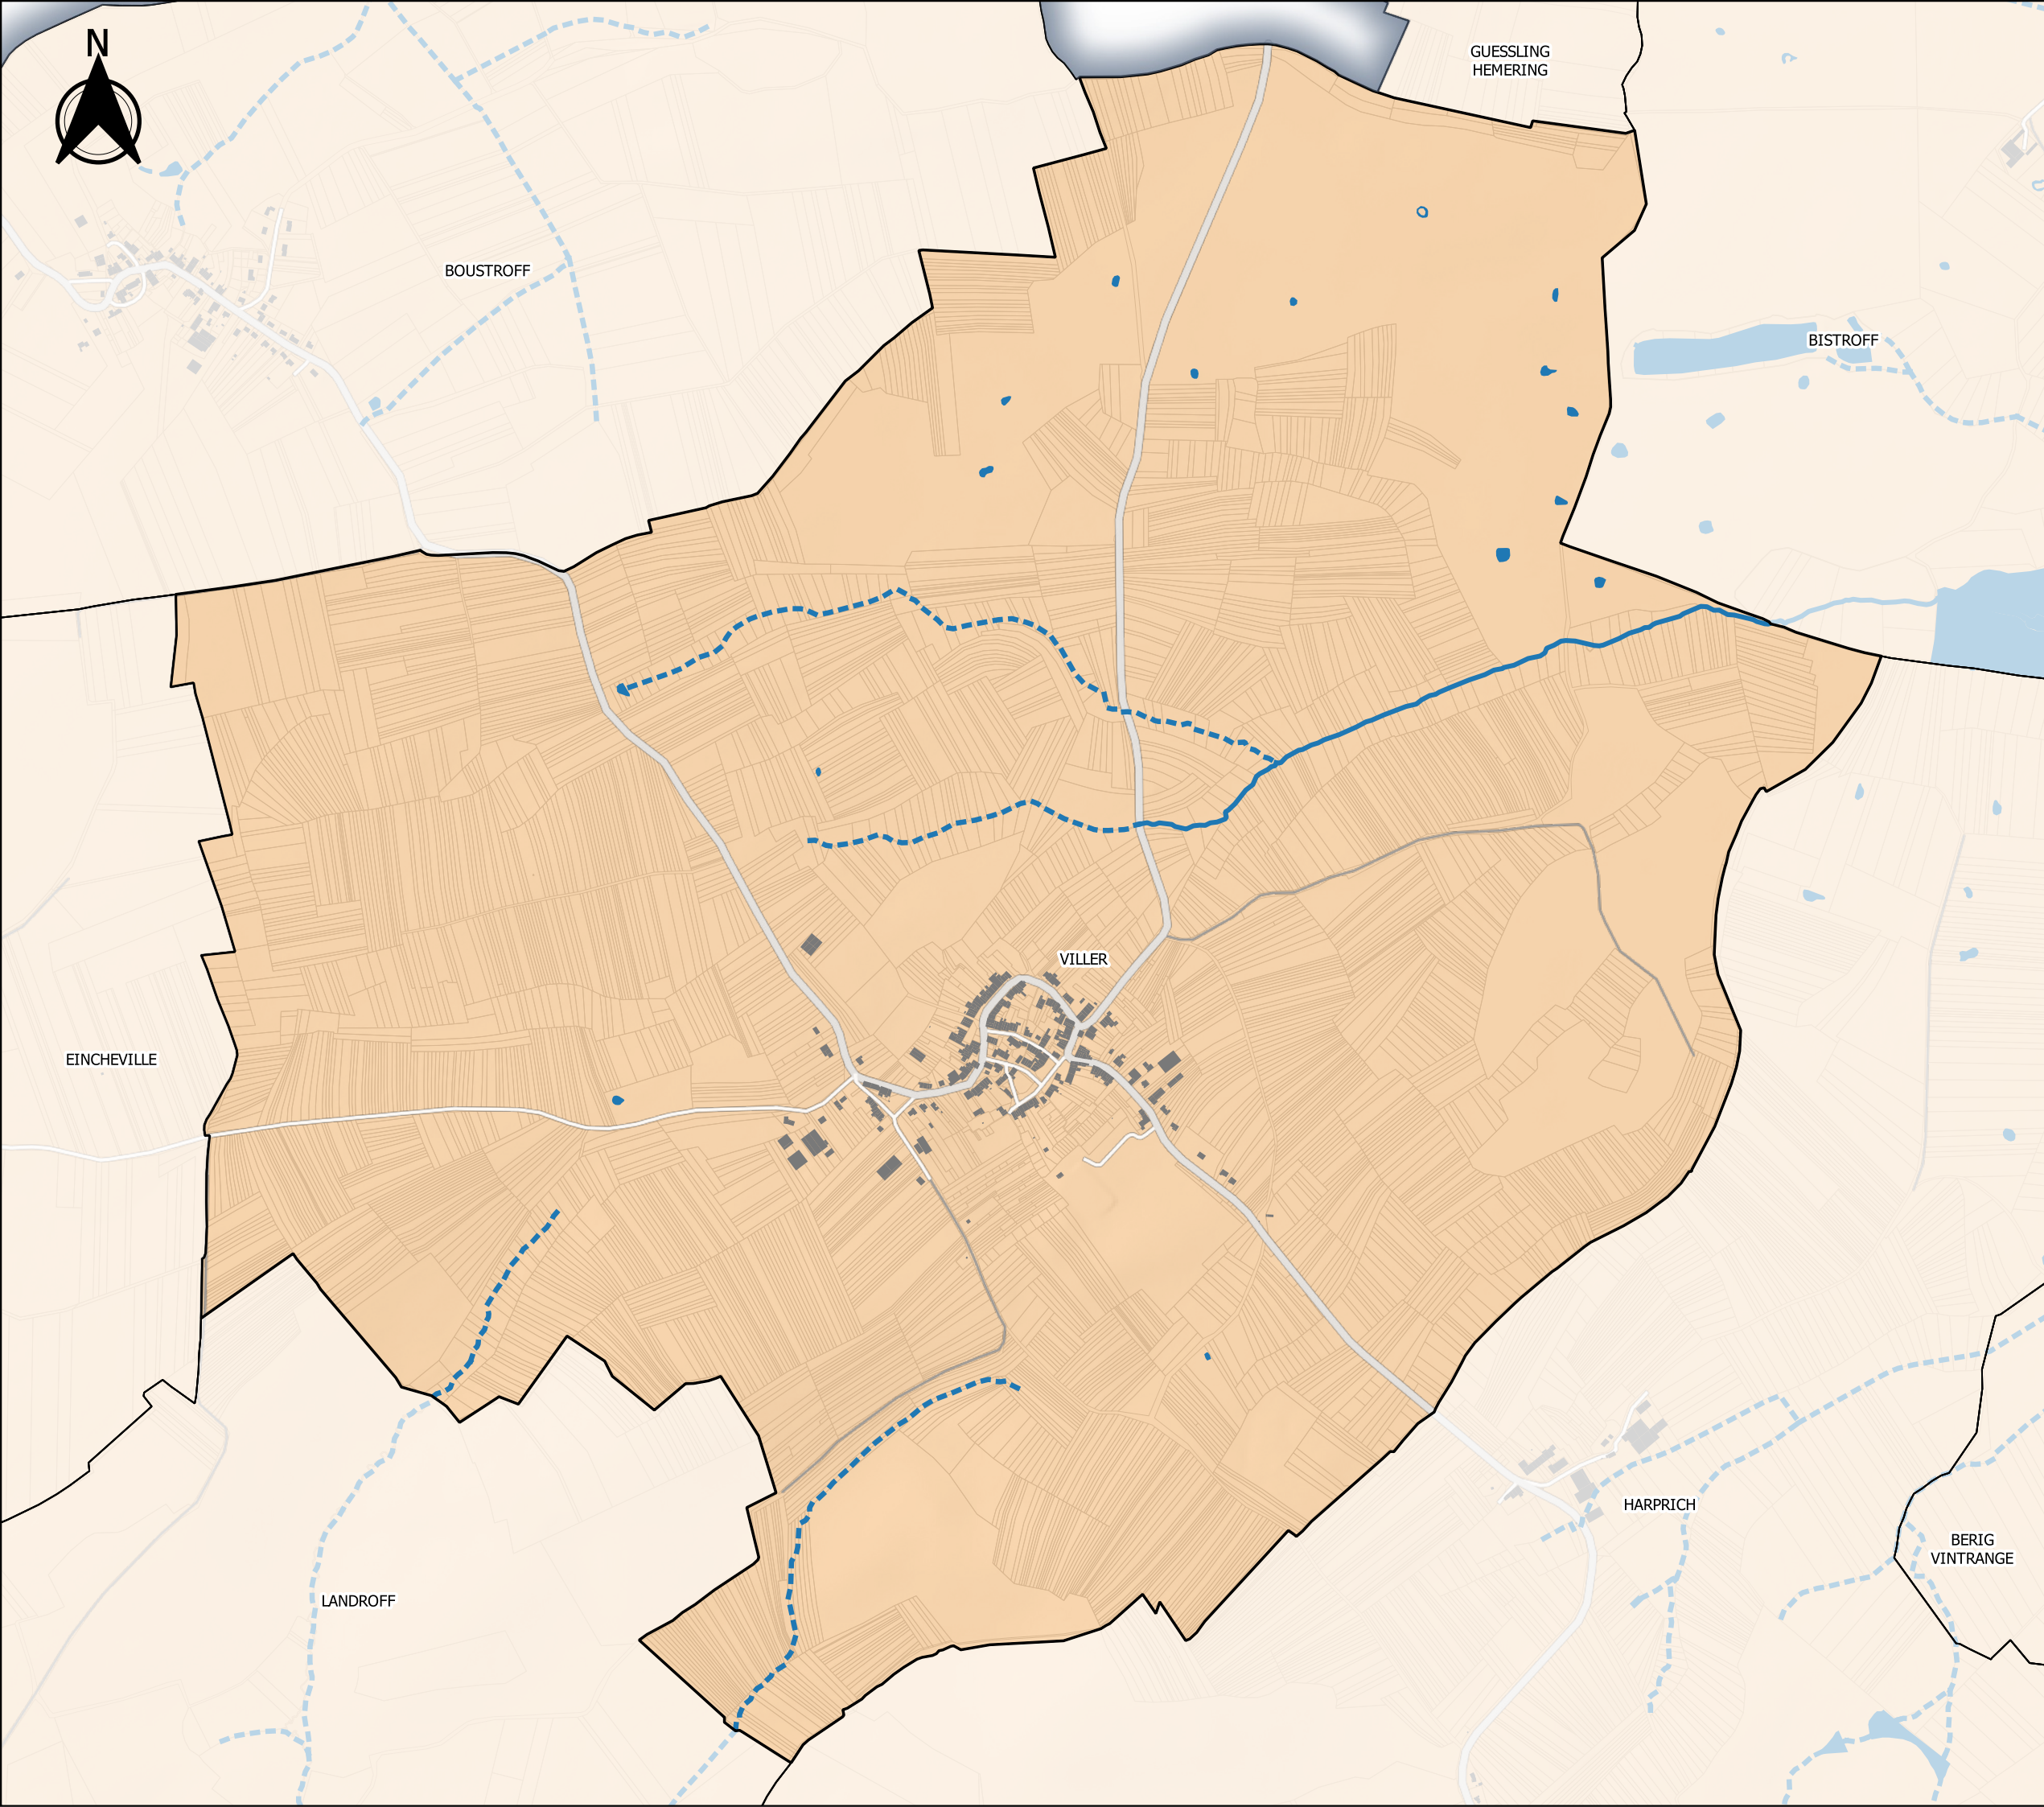 N
GUESSLING
HEMERING
BOUSTROFF
BISTROFF
VILLER
EINCHEVILLE
HARPRICH
BERIG
VINTRANGE
LANDROFF